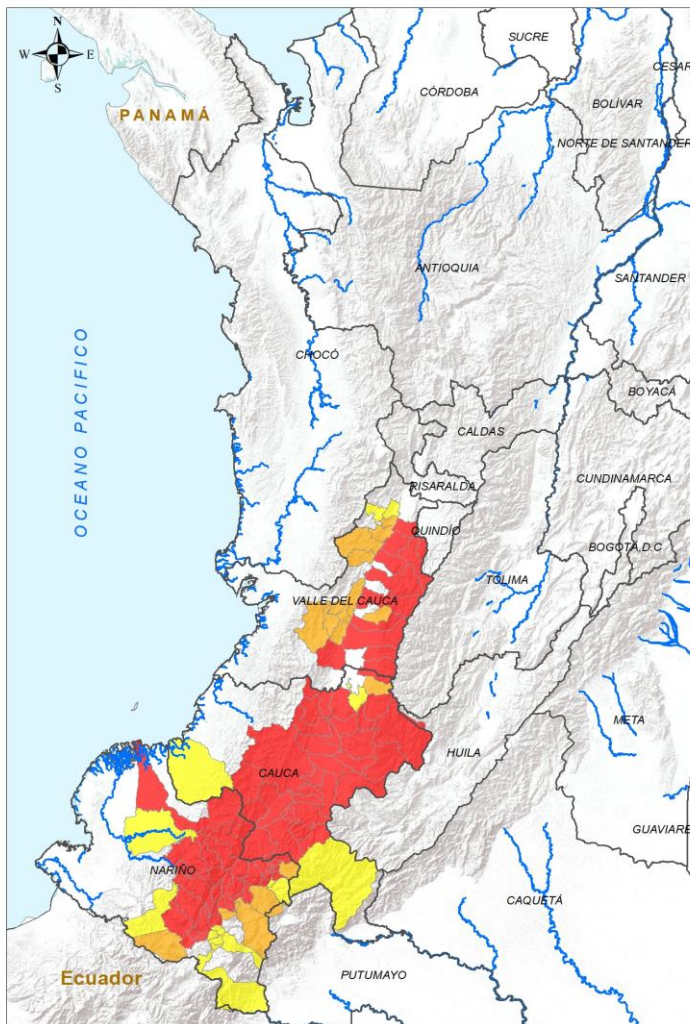 N
W E
S
PANAMÁ
SUCRE
CESAR
CÓRDOBA
BOLÍVAR
NORTE DE SANTANDER
ANTIOQUIA
SANTANDER
OCEANO PACIFICO
CHOCÓ
BOYACÁ
CALDAS
CUNDINAMARCA
RISARALDA
QUINDÍO
BOGOTÁ,D.C
TOLIMA
VALLE DEL CAUCA
META
HUILA
CAUCA
GUAVIARE
NARIÑO
CAQUETÁ
Ecuador
PUTUMAYO